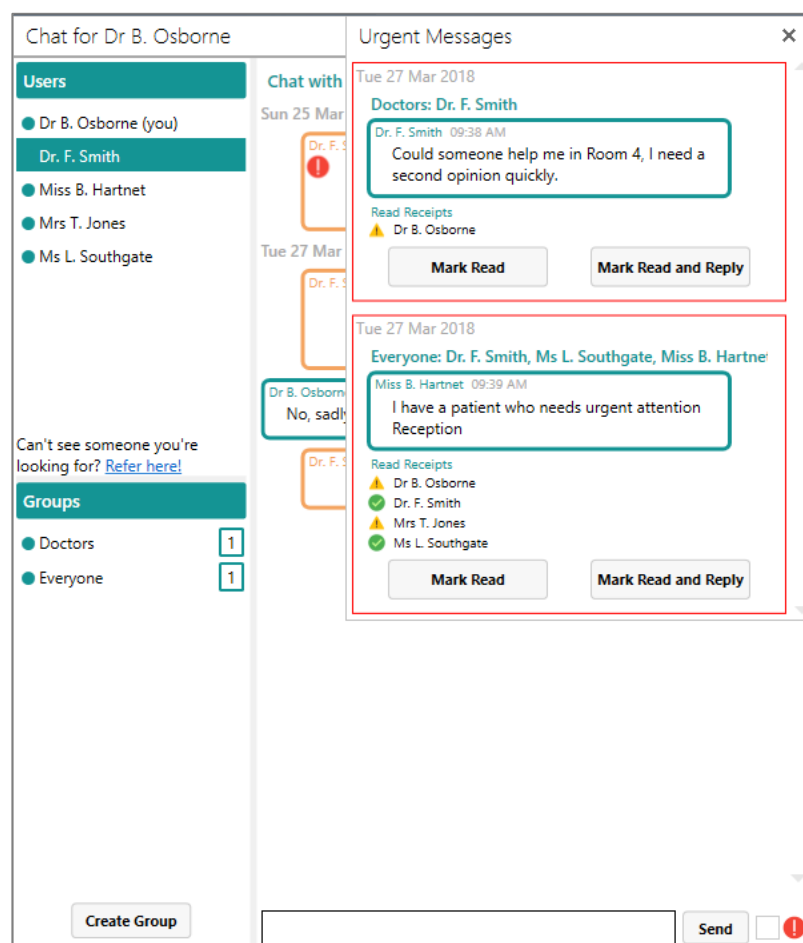 Chat for Dr B. Osborne
Users
Dr B. Osborne (you)
Dr. F. Smith
Miss B. Hartnet
Mrs T. Jones
Ms L. Southgate
Can't see someone you're
looking for? Refer here!
Groups
Doctors 1
Everyone 1
Create Group
Chat with
Sun 25 Mar
Dr. F.
Tue 27 Mar
Dr. F.
Dr B. Osborn
No, sadly
Dr. F.
Send
Urgent Messages
Tue 27 Mar 2018
Doctors: Dr. F. Smith
Dr. F. Smith 09:38 AM
Could someone help me in Room 4, I need a
second opinion quickly.
Read Receipts
Dr B. Osborne
Mark Read Mark Read and Reply
Tue 27 Mar 2018
Everyone: Dr. F. Smith, Ms L. Southgate, Miss B. Hartne
Miss B. Hartnet 09:39 AM
I have a patient who needs urgent attention
Reception
Read Receipts
Dr B. Osborne
Dr. F. Smith
Mrs T. Jones
Ms L. Southgate
Mark Read Mark Read and Reply